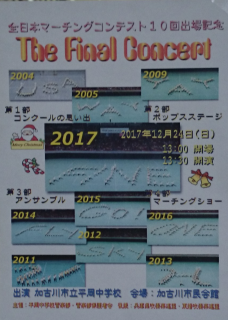 全日本マーチングコンテスト１０回出場記念
The Final Concert
2004
2005
2009
第１部
コンクールの思い出
第２部
ポップスステージ
2017
2017年12月24日(日)
13:00 開場
13:30 開演
第３部
アンサンブル
マーチングショー
2014
2016
2011
2012
2013
出演 加古川市立平岡中学校 会場：加古川市民会館